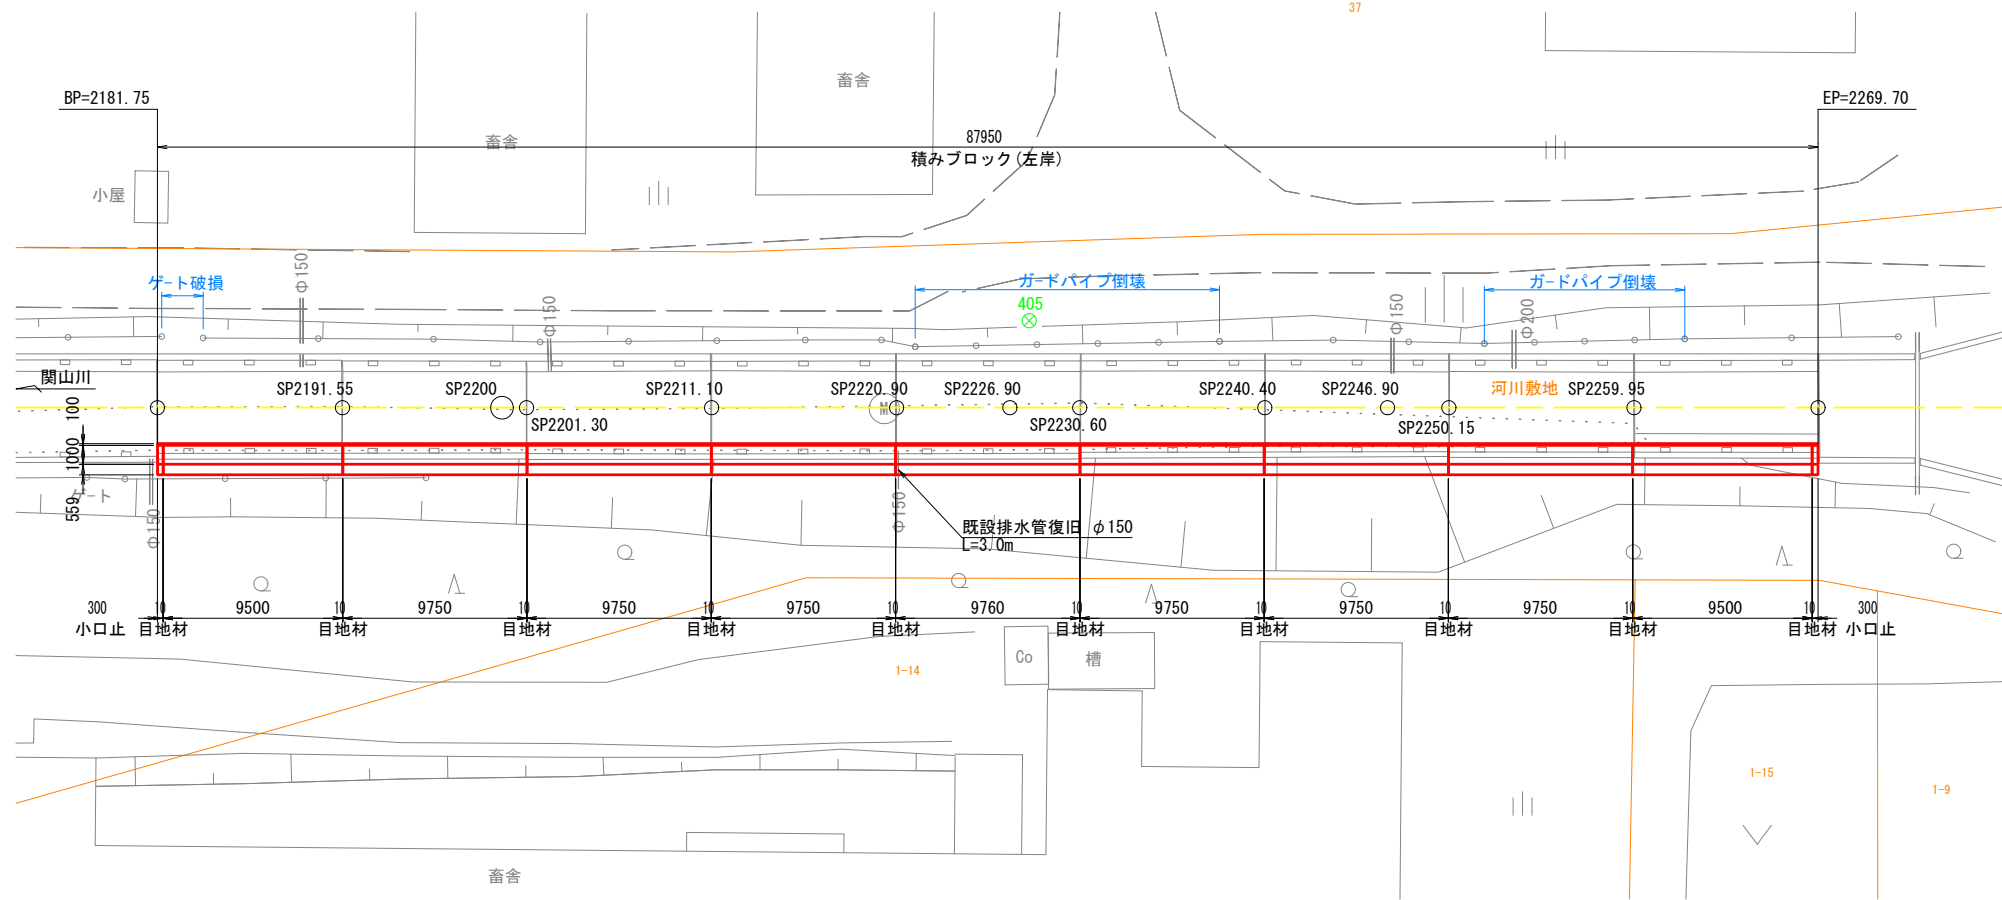 37
畜舎
BP=2181.75
EP=2269.70
畜舎
87950
積みブロック(左岸)
小屋
φ150
ゲート破損
ガードパイプ倒壊
ガードパイプ倒壊
405
φ150
φ150
φ200
関山川
SP2191.55
SP2200
SP2211.10
SP2220.90
SP2226.90
SP2240.40
SP2246.90
河川敷地
SP2259.95
100
M
SP2201.30
SP2230.60
SP2250.15
1000
559
ゲート
φ150
φ150
既設排水管復旧 φ150
L=3.0m
300
10
9500
10
9750
10
9750
10
9750
10
9760
10
9750
10
9750
10
9750
10
9500
10
300
小口止
目地材
目地材
目地材
目地材
目地材
目地材
目地材
目地材
目地材
目地材
小口止
Co
槽
1-14
1-15
1-9
畜舎